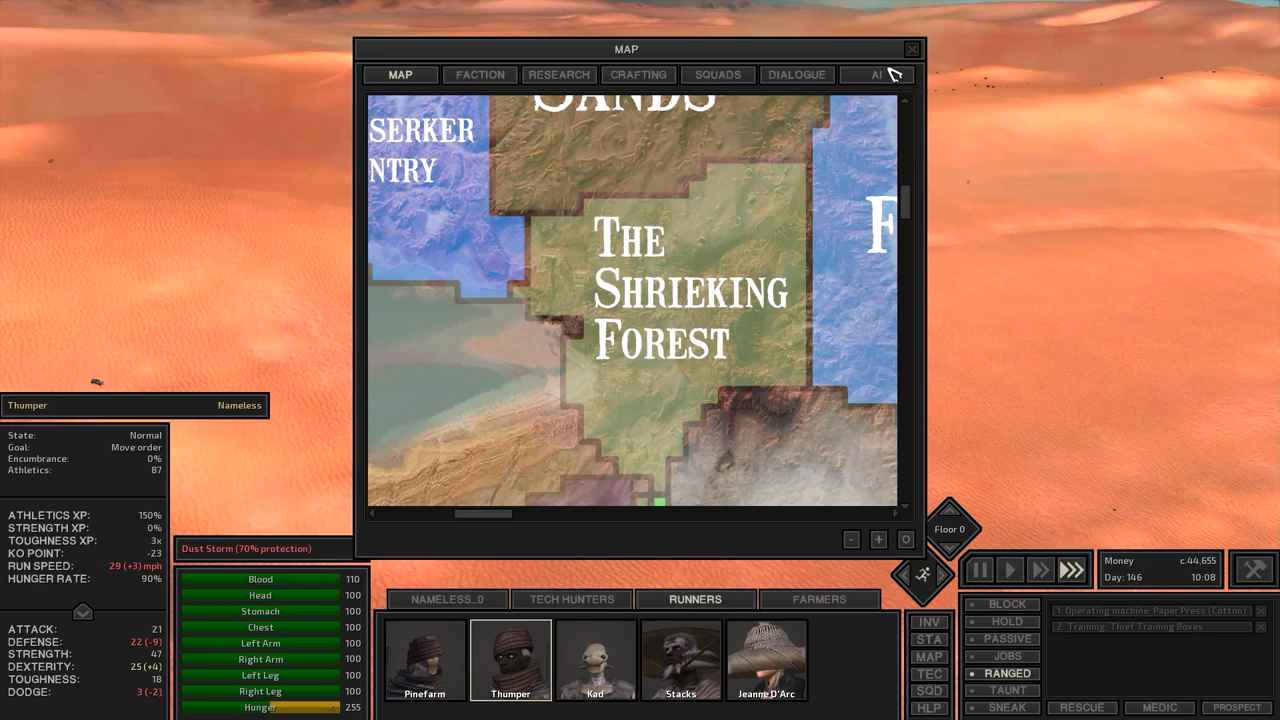 MAP
MAP FACTION RESEARCH CRAFTING SQUADS DIALOGUE AI
SANDS
SERKER
NTRY
THE
SHRIEKING
FOREST
F
- + O
Thumper Nameless
State: Normal
Goal: Move order
Encumbrance: 0%
Athletics: 87
ATHLETICS XP: 150%
STRENGTH XP: 0%
TOUGHNESS XP: 3x
KO POINT: -23
RUN SPEED: 29 (+3) mph
HUNGER RATE: 90%
ATTACK: 21
DEFENSE: 22 (-9)
STRENGTH: 47
DEXTERITY: 25 (+4)
TOUGHNESS: 18
DODGE: 3 (-2)
Dust Storm (70% protection)
Blood 110
Head 100
Stomach 100
Chest 100
Left Arm 100
Right Arm 100
Left Leg 100
Right Leg 100
Hunger 255
NAMELESS_0 TECH HUNTERS RUNNERS FARMERS
Pinefarm Thumper Kad Stacks Jeanne D'Arc
Floor 0
Money c.44,655
Day: 146 10:08
INV
STA
MAP
TEC
SQD
HLP
BLOCK
HOLD
PASSIVE
JOBS
RANGED
TAUNT
SNEAK
1: Operating machine: Paper Press (Cotton)
2: Training: Thief Training Boxes
RESCUE MEDIC PROSPECT